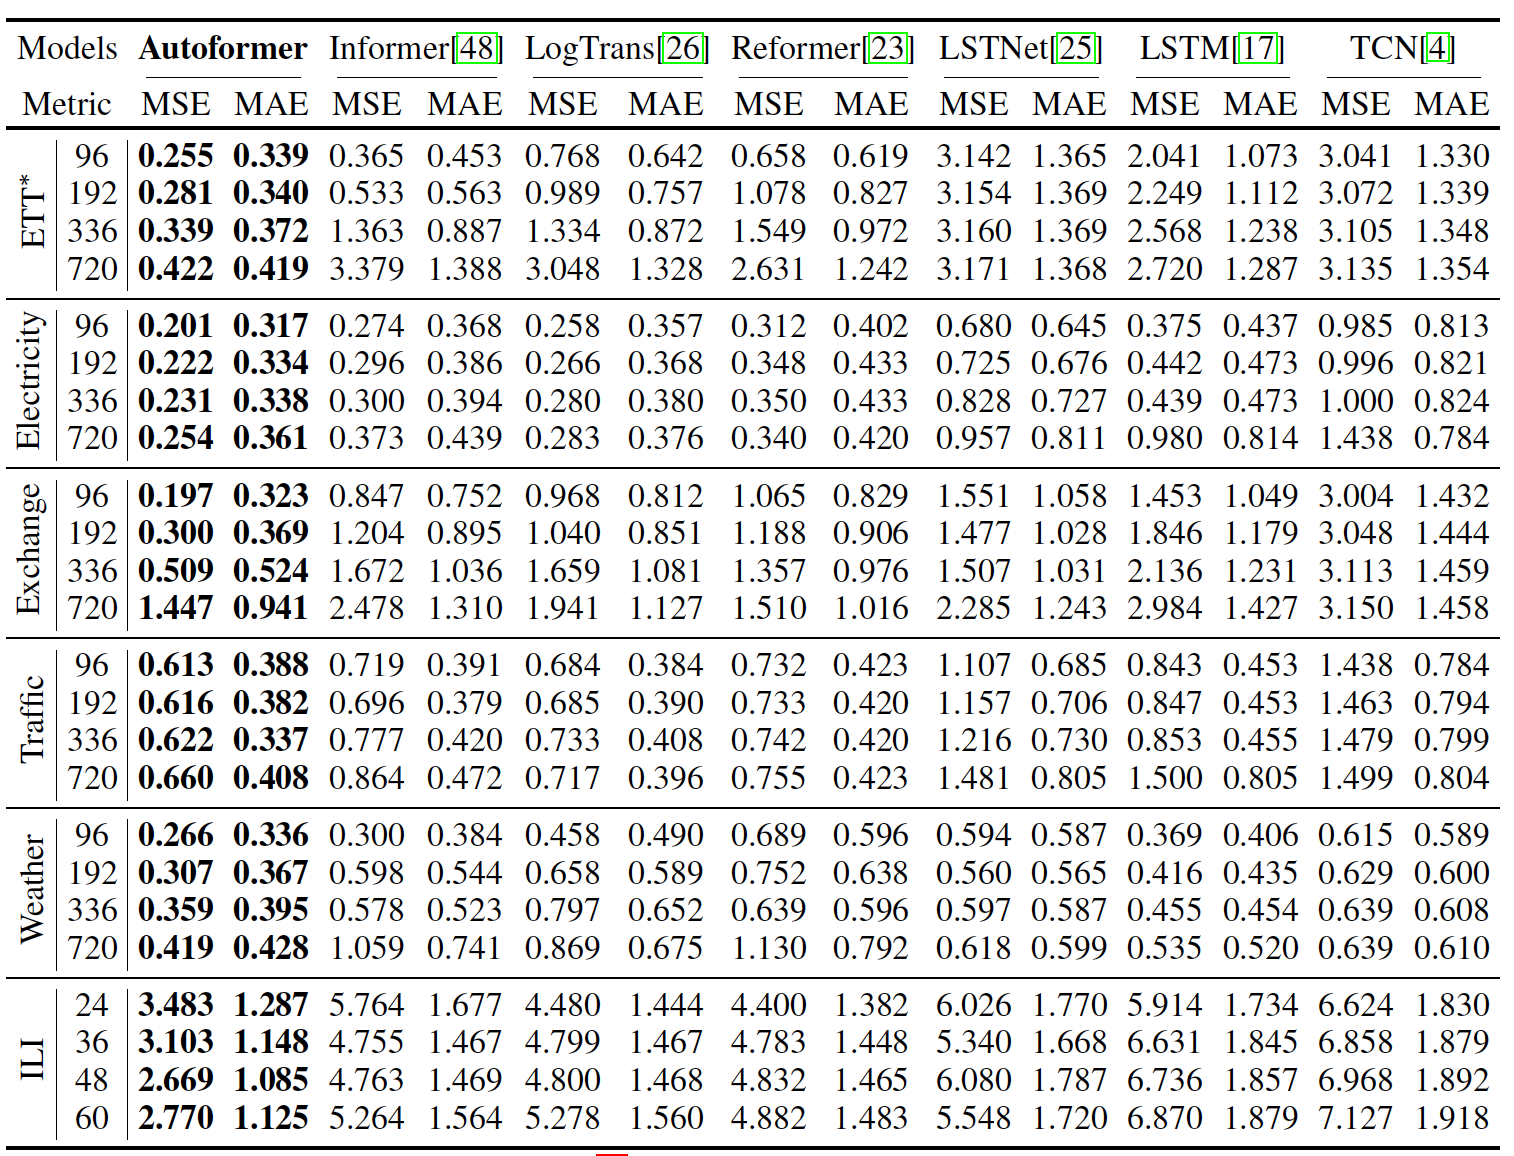 Models Autoformer Informer[48] LogTrans[26] Reformer[23] LSTNet[25] LSTM[17] TCN[4]
Metric MSE MAE MSE MAE MSE MAE MSE MAE MSE MAE MSE MAE MSE MAE
ETT*
96 0.255 0.339 0.365 0.453 0.768 0.642 0.658 0.619 3.142 1.365 2.041 1.073 3.041 1.330
192 0.281 0.340 0.533 0.563 0.989 0.757 1.078 0.827 3.154 1.369 2.249 1.112 3.072 1.339
336 0.339 0.372 1.363 0.887 1.334 0.872 1.549 0.972 3.160 1.369 2.568 1.238 3.105 1.348
720 0.422 0.419 3.379 1.388 3.048 1.328 2.631 1.242 3.171 1.368 2.720 1.287 3.135 1.354
Electricity
96 0.201 0.317 0.274 0.368 0.258 0.357 0.312 0.402 0.680 0.645 0.375 0.437 0.985 0.813
192 0.222 0.334 0.296 0.386 0.266 0.368 0.348 0.433 0.725 0.676 0.442 0.473 0.996 0.821
336 0.231 0.338 0.300 0.394 0.280 0.380 0.350 0.433 0.828 0.727 0.439 0.473 1.000 0.824
720 0.254 0.361 0.373 0.439 0.283 0.376 0.340 0.420 0.957 0.811 0.980 0.814 1.438 0.784
Exchange
96 0.197 0.323 0.847 0.752 0.968 0.812 1.065 0.829 1.551 1.058 1.453 1.049 3.004 1.432
192 0.300 0.369 1.204 0.895 1.040 0.851 1.188 0.906 1.477 1.028 1.846 1.179 3.048 1.444
336 0.509 0.524 1.672 1.036 1.659 1.081 1.357 0.976 1.507 1.031 2.136 1.231 3.113 1.459
720 1.447 0.941 2.478 1.310 1.941 1.127 1.510 1.016 2.285 1.243 2.984 1.427 3.150 1.458
Traffic
96 0.613 0.388 0.719 0.391 0.684 0.384 0.732 0.423 1.107 0.685 0.843 0.453 1.438 0.784
192 0.616 0.382 0.696 0.379 0.685 0.390 0.733 0.420 1.157 0.706 0.847 0.453 1.463 0.794
336 0.622 0.337 0.777 0.420 0.733 0.408 0.742 0.420 1.216 0.730 0.853 0.455 1.479 0.799
720 0.660 0.408 0.864 0.472 0.717 0.396 0.755 0.423 1.481 0.805 1.500 0.805 1.499 0.804
Weather
96 0.266 0.336 0.300 0.384 0.458 0.490 0.689 0.596 0.594 0.587 0.369 0.406 0.615 0.589
192 0.307 0.367 0.598 0.544 0.658 0.589 0.752 0.638 0.560 0.565 0.416 0.435 0.629 0.600
336 0.359 0.395 0.578 0.523 0.797 0.652 0.639 0.596 0.597 0.587 0.455 0.454 0.639 0.608
720 0.419 0.428 1.059 0.741 0.869 0.675 1.130 0.792 0.618 0.599 0.535 0.520 0.639 0.610
ILI
24 3.483 1.287 5.764 1.677 4.480 1.444 4.400 1.382 6.026 1.770 5.914 1.734 6.624 1.830
36 3.103 1.148 4.755 1.467 4.799 1.467 4.783 1.448 5.340 1.668 6.631 1.845 6.858 1.879
48 2.669 1.085 4.763 1.469 4.800 1.468 4.832 1.465 6.080 1.787 6.736 1.857 6.968 1.892
60 2.770 1.125 5.264 1.564 5.278 1.560 4.882 1.483 5.548 1.720 6.870 1.879 7.127 1.918